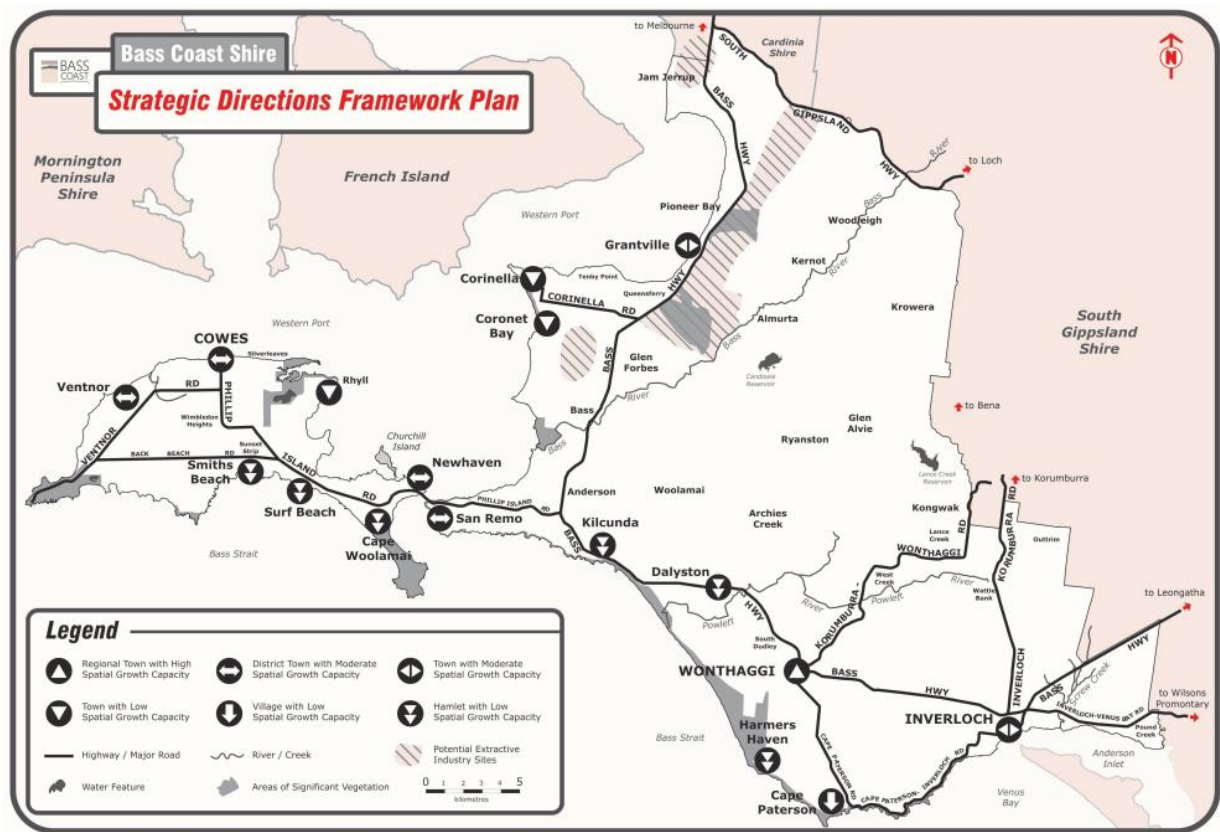 BASS
COAST
Bass Coast Shire
Strategic Directions Framework Plan
to Melbourne
Cardinia
Shire
SOUTH
GIPPSLAND
HWY
Jam Jerrup
BASS
HWY
N
Mornington
Peninsula
Shire
French Island
Western Port
Pioneer Bay
Grantville
River
Bass
to Loch
Woodleigh
Kernot
River
Krowera
South
Gippsland
Shire
Corinella
Tenby Point
Queensferry
HWY
CORINELLA
RD
Coronet
Bay
Almurta
Bass
BASS
Glen
Forbes
Candowie
Reservoir
River
Western Port
COWES
Silverleaves
Ventnor
RD
PHILLIP
Rhyll
Wimbledon
Heights
Bass
to Bena
Glen
Alvie
Ryanston
Churchill
Island
Bass
VENTNOR
BACK BEACH RD
Sunset
Strip
ISLAND
Smiths
Beach
Newhaven
Lance Creek
Reservoir
to Korumburra
Surf Beach
RD
PHILLIP ISLAND
RD
Anderson
Woolamai
Kongwak
San Remo
Kilcunda
Archies
Creek
Lance
Creek
RD
KORUMBURRA RD
Outtrim
Cape
Woolamai
BASS
WONTHAGGI
Bass Strait
Dalyston
West
Creek
River
Wattle
Bank
KORUMBURRA -
HWY
River
Powlett
Powlett
to Leongatha
South
Dudley
WONTHAGGI
BASS
HWY
INVERLOCH
BASS
HWY
Screw Creek
to Wilsons
Promontary
INVERLOCH
INVERLOCH-VENUS BAY RD
Pound
Creek
Harmers
Haven
Bass Strait
CAPE PATERSON RD
CAPE PATERSON- INVERLOCH RD
Anderson
Inlet
Venus
Bay
Cape
Paterson
Legend
Regional Town with High
Spatial Growth Capacity
District Town with Moderate
Spatial Growth Capacity
Town with Moderate
Spatial Growth Capacity
Town with Low
Spatial Growth Capacity
Village with Low
Spatial Growth Capacity
Hamlet with Low
Spatial Growth Capacity
Highway / Major Road
River / Creek
Potential Extractive
Industry Sites
Water Feature
Areas of Significant Vegetation
0 1 2 3 4 5
kilometres